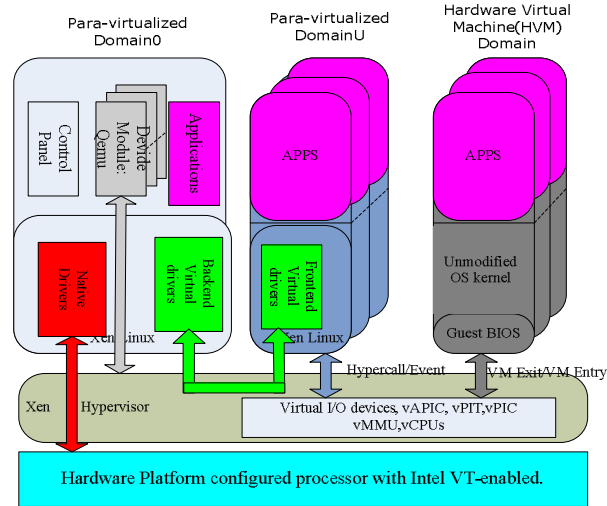 Para-virtualized
Domain0
Para-virtualized
DomainU
Hardware Virtual
Machine(HVM)
Domain
Control
Panel
Devide
Module:
Qemu
Applications
APPS
APPS
Native
Drivers
Backend
Virtual
drivers
Frontend
Virtual
drivers
Unmodified
OS kernel
Guest BIOS
Xen Linux
Xen Linux
Hypercall/Event
VM Exit/VM Entry
Xen
Hypervisor
Virtual I/O devices, vAPIC, vPIT,vPIC
vMMU,vCPUs
Hardware Platform configured processor with Intel VT-enabled.